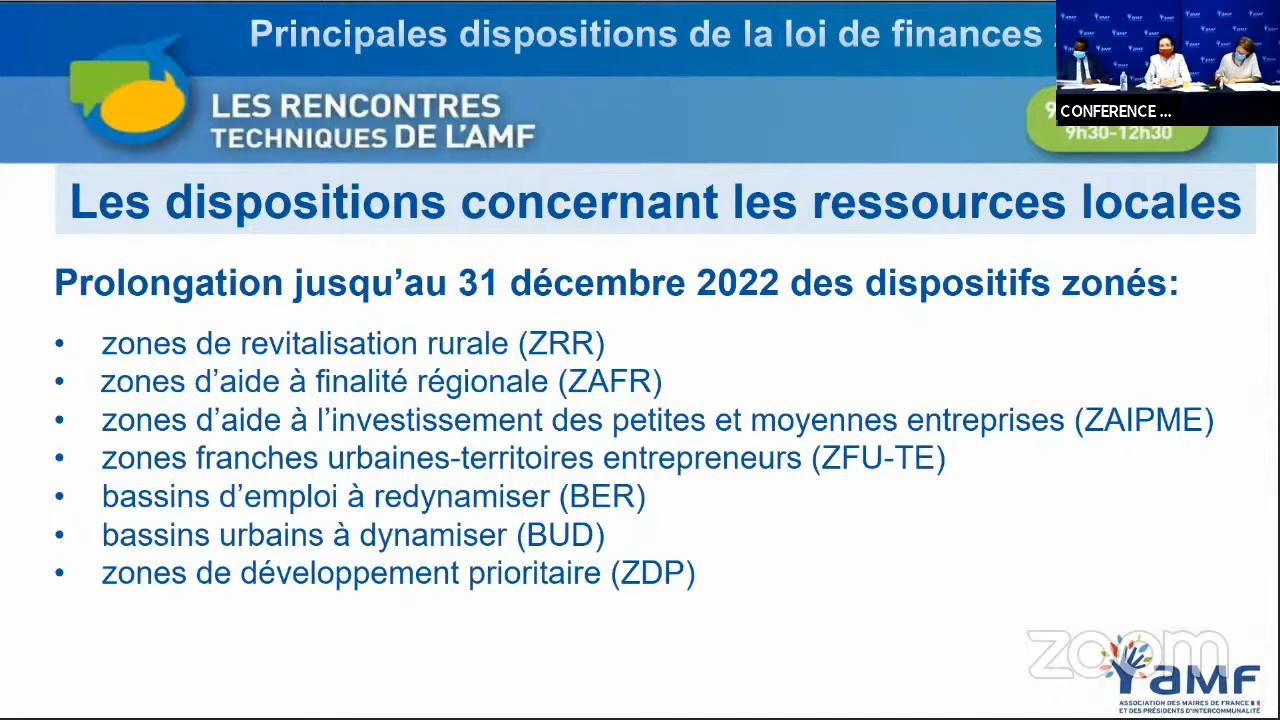 Principales dispositions de la loi de finances
CONFERENCE ...
LES RENCONTRES
TECHNIQUES DE L'AMF
9h30-12h30
Les dispositions concernant les ressources locales
Prolongation jusqu'au 31 décembre 2022 des dispositifs zonés:
• zones de revitalisation rurale (ZRR)
• zones d'aide à finalité régionale (ZAFR)
• zones d'aide à l'investissement des petites et moyennes entreprises (ZAIPME)
• zones franches urbaines-territoires entrepreneurs (ZFU-TE)
• bassins d'emploi à redynamiser (BER)
• bassins urbains à dynamiser (BUD)
• zones de développement prioritaire (ZDP)
zoom
AMF
ASSOCIATION DES MAIRES DE FRANCE
ET DES PRÉSIDENTS D'INTERCOMMUNALITÉ